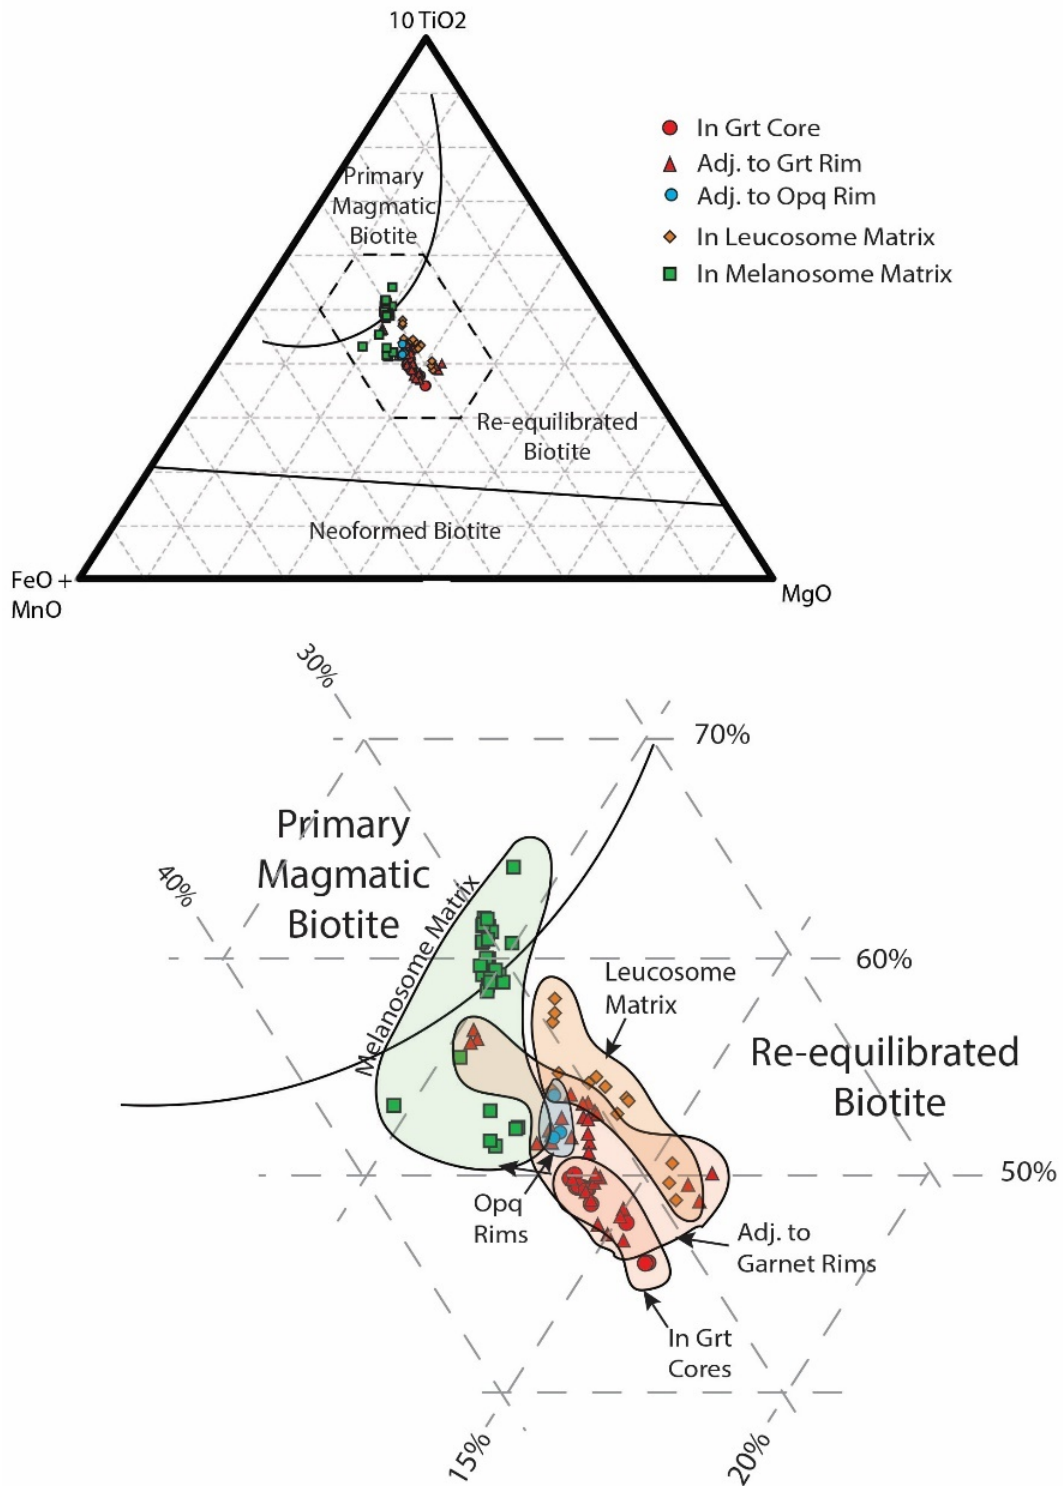 10 TiO2
In Grt Core
Adj. to Grt Rim
Adj. to Opq Rim
In Leucosome Matrix
In Melanosome Matrix
Primary
Magmatic
Biotite
Re-equilibrated
Biotite
Neoformed Biotite
FeO +
MnO
MgO
30%
70%
Primary
Magmatic
Biotite
40%
Melanosome Matrix
60%
Leucosome
Matrix
Re-equilibrated
Biotite
50%
Opq
Rims
Adj. to
Garnet Rims
In Grt
Cores
15%
20%